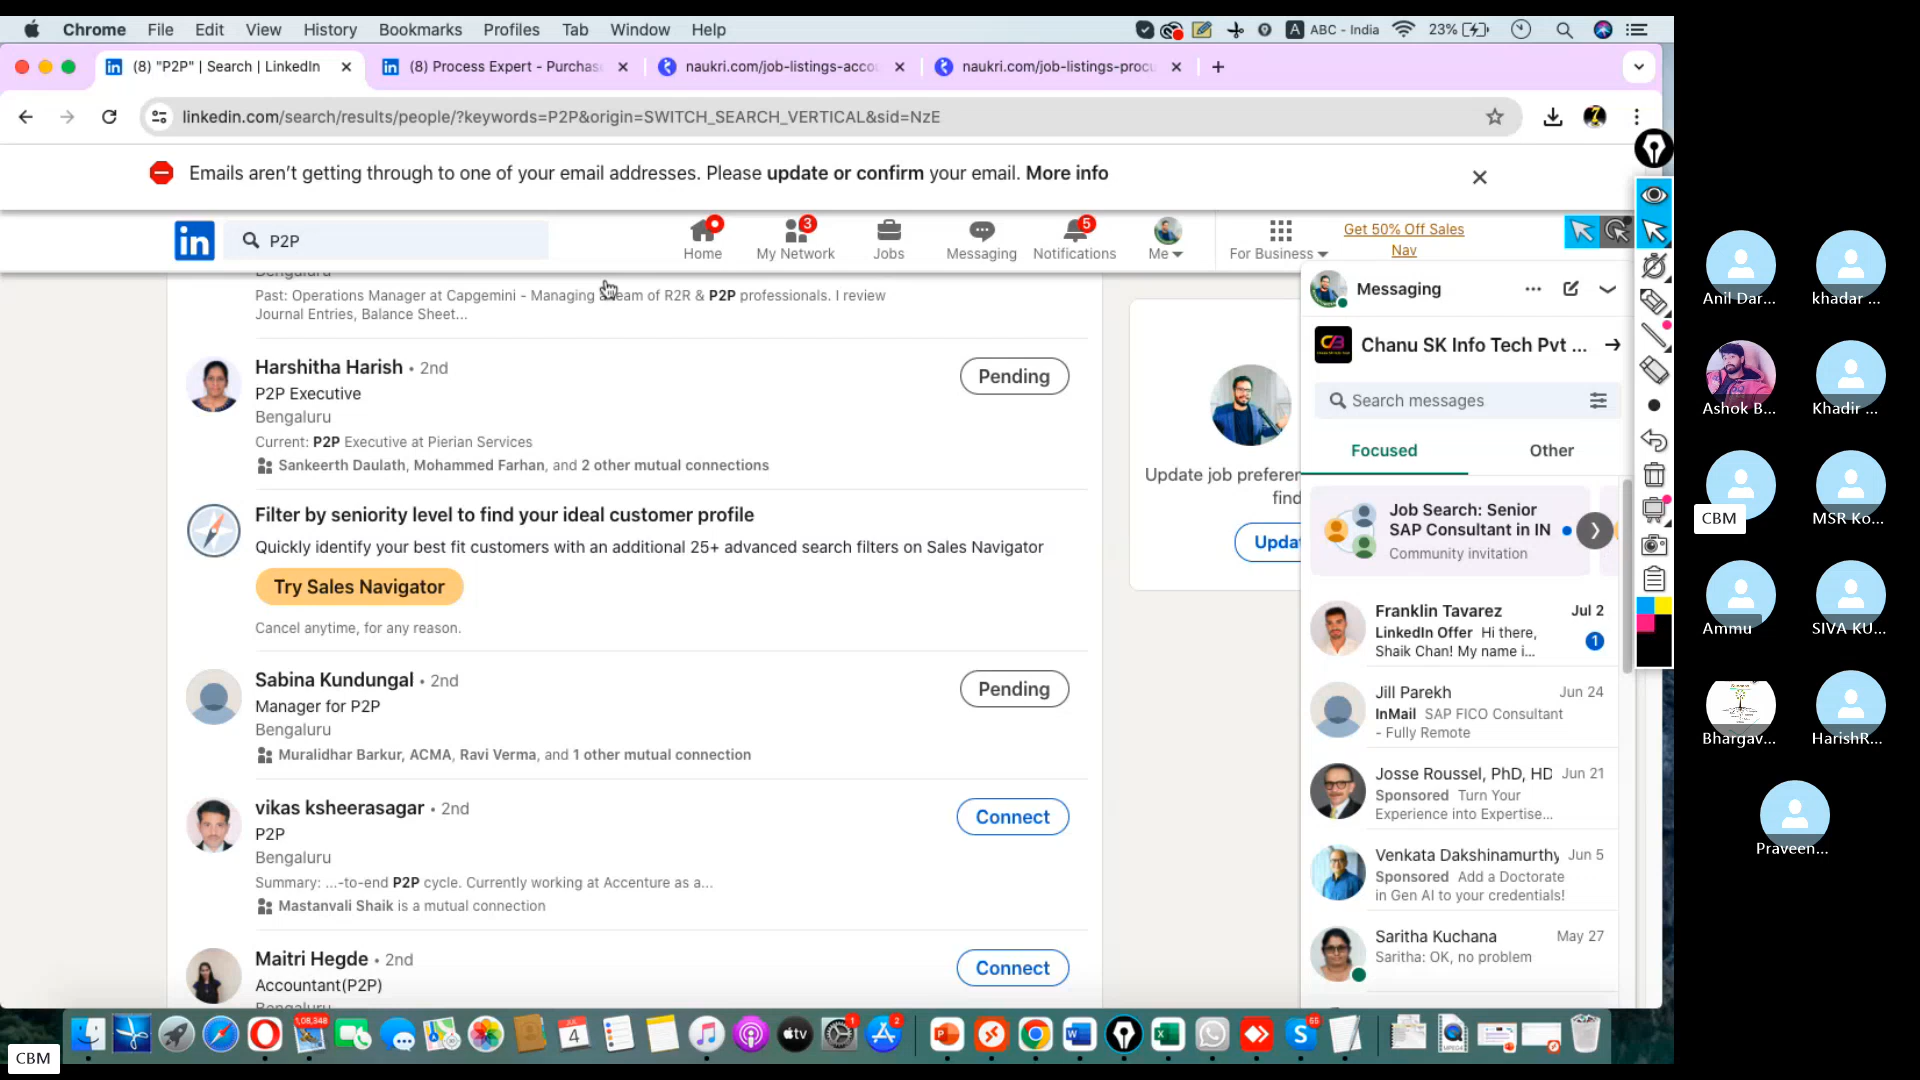 Chrome File Edit View History Bookmarks Profiles Tab Window Help
A ABC - India 23%
(8) "P2P" | Search | LinkedIn
(8) Process Expert - Purchas
naukri.com/job-listings-acco
naukri.com/job-listings-procu
linkedin.com/search/results/people/?keywords=P2P&origin=SWITCH_SEARCH_VERTICAL&sid=NzE
Emails aren't getting through to one of your email addresses. Please update or confirm your email. More info
in
P2P
Home
3
My Network
Jobs
Messaging
5
Notifications
Me
For Business
Get 50% Off Sales
Nav
Past: Operations Manager at Capgemini - Managing a team of R2R & P2P professionals. I review
Journal Entries, Balance Sheet...
Harshitha Harish • 2nd
P2P Executive
Bengaluru
Current: P2P Executive at Pierian Services
Sankeerth Daulath, Mohammed Farhan, and 2 other mutual connections
Pending
Filter by seniority level to find your ideal customer profile
Quickly identify your best fit customers with an additional 25+ advanced search filters on Sales Navigator
Try Sales Navigator
Cancel anytime, for any reason.
Sabina Kundungal • 2nd
Manager for P2P
Bengaluru
Muralidhar Barkur, ACMA, Ravi Verma, and 1 other mutual connection
Pending
vikas ksheerasagar • 2nd
P2P
Bengaluru
Summary: ...-to-end P2P cycle. Currently working at Accenture as a...
Mastanvali Shaik is a mutual connection
Connect
Maitri Hegde • 2nd
Accountant(P2P)
Bengaluru
Connect
Update job preferen
find
Updat
Messaging
Chanu SK Info Tech Pvt ...
Search messages
Focused
Other
Job Search: Senior
SAP Consultant in IN
Community invitation
Franklin Tavarez Jul 2
LinkedIn Offer Hi there,
Shaik Chan! My name i...
1
Jill Parekh Jun 24
InMail SAP FICO Consultant
- Fully Remote
Josse Roussel, PhD, HD Jun 21
Sponsored Turn Your
Experience into Expertise...
Venkata Dakshinamurthy Jun 5
Sponsored Add a Doctorate
in Gen AI to your credentials!
Saritha Kuchana May 27
Saritha: OK, no problem
Anil Dar...
khadar ...
Ashok B...
Khadir ...
CBM
MSR Ko...
Ammu
SIVA KU...
Bhargav...
HarishR...
Praveen...
1,08,348
4
tv
1
2
CBM